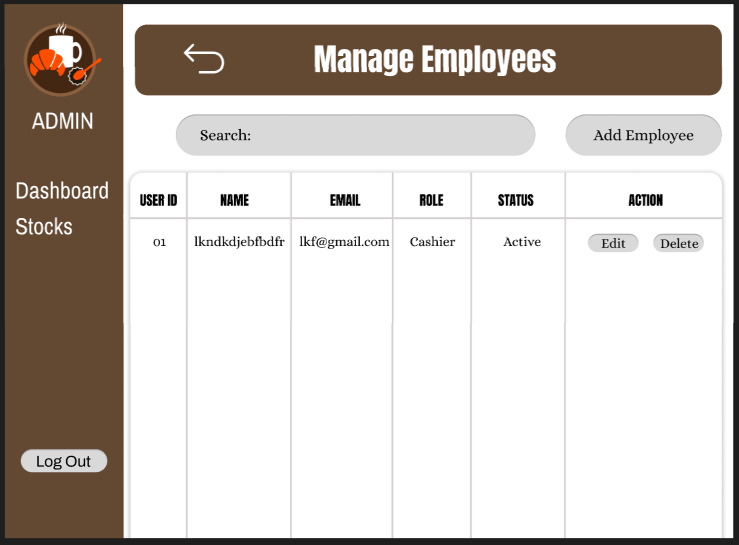 ADMIN
Dashboard
Stocks
Log Out
Manage Employees
Search:
Add Employee
USER ID NAME EMAIL ROLE STATUS ACTION
01 lkndkdjebfbdfr lkf@gmail.com Cashier Active Edit Delete